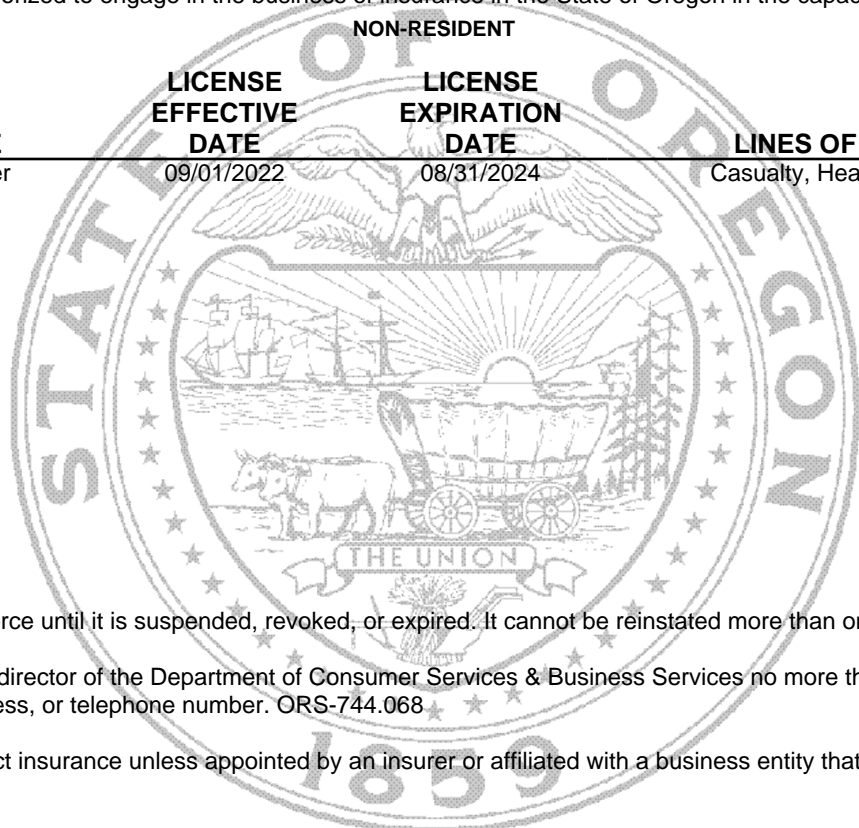 orized to engage in the business of insurance in the State of Oregon in the capac
NON-RESIDENT
LICENSE EFFECTIVE DATE
LICENSE EXPIRATION DATE
LINES OF
er
09/01/2022
08/31/2024
Casualty, Hea
STATE OF OREGON
THE UNION
rce until it is suspended, revoked, or expired. It cannot be reinstated more than or
director of the Department of Consumer Services & Business Services no more th
ess, or telephone number. ORS-744.068
ct insurance unless appointed by an insurer or affiliated with a business entity that
1859